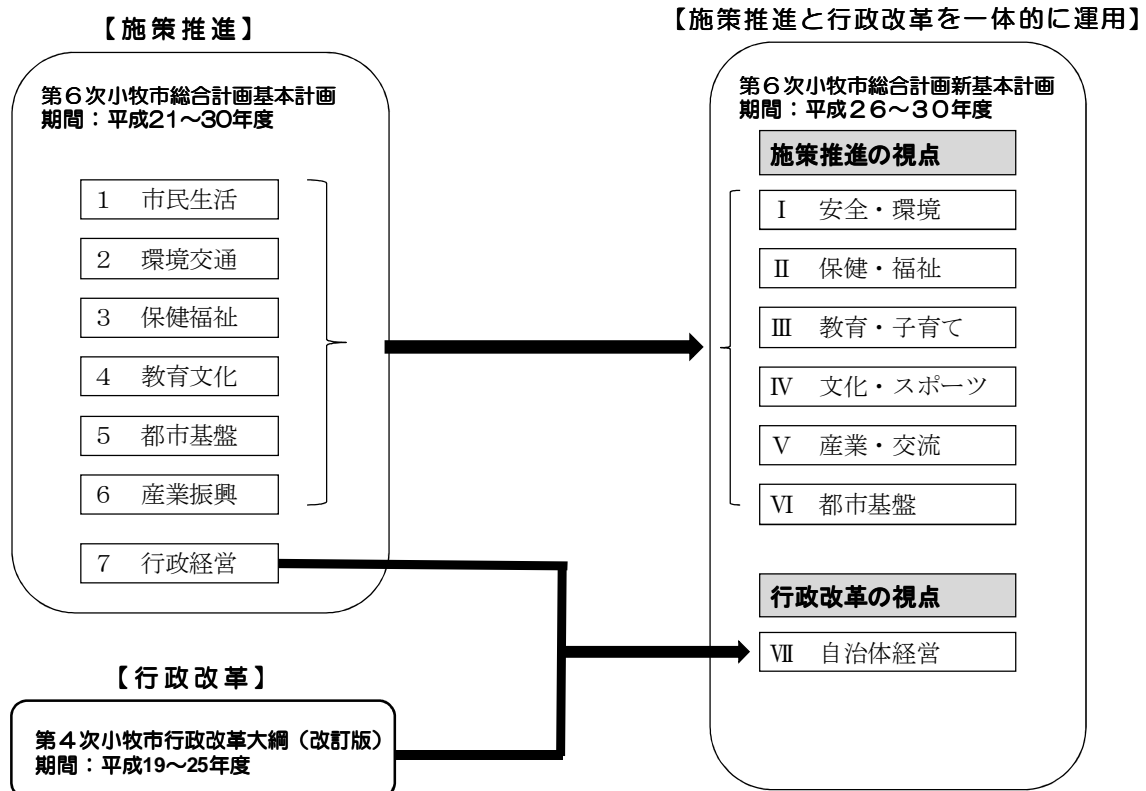 【施策推進】
第6次小牧市総合計画基本計画
期間:平成21~30年度
1 市民生活
2 環境交通
3 保健福祉
4 教育文化
5 都市基盤
6 産業振興
7 行政経営
【行政改革】
第4次小牧市行政改革大綱(改訂版)
期間:平成19~25年度
【施策推進と行政改革を一体的に運用】
第6次小牧市総合計画新基本計画
期間:平成26~30年度
施策推進の視点
Ⅰ 安全・環境
Ⅱ 保健・福祉
Ⅲ 教育・子育て
Ⅳ 文化・スポーツ
Ⅴ 産業・交流
Ⅵ 都市基盤
行政改革の視点
Ⅶ 自治体経営